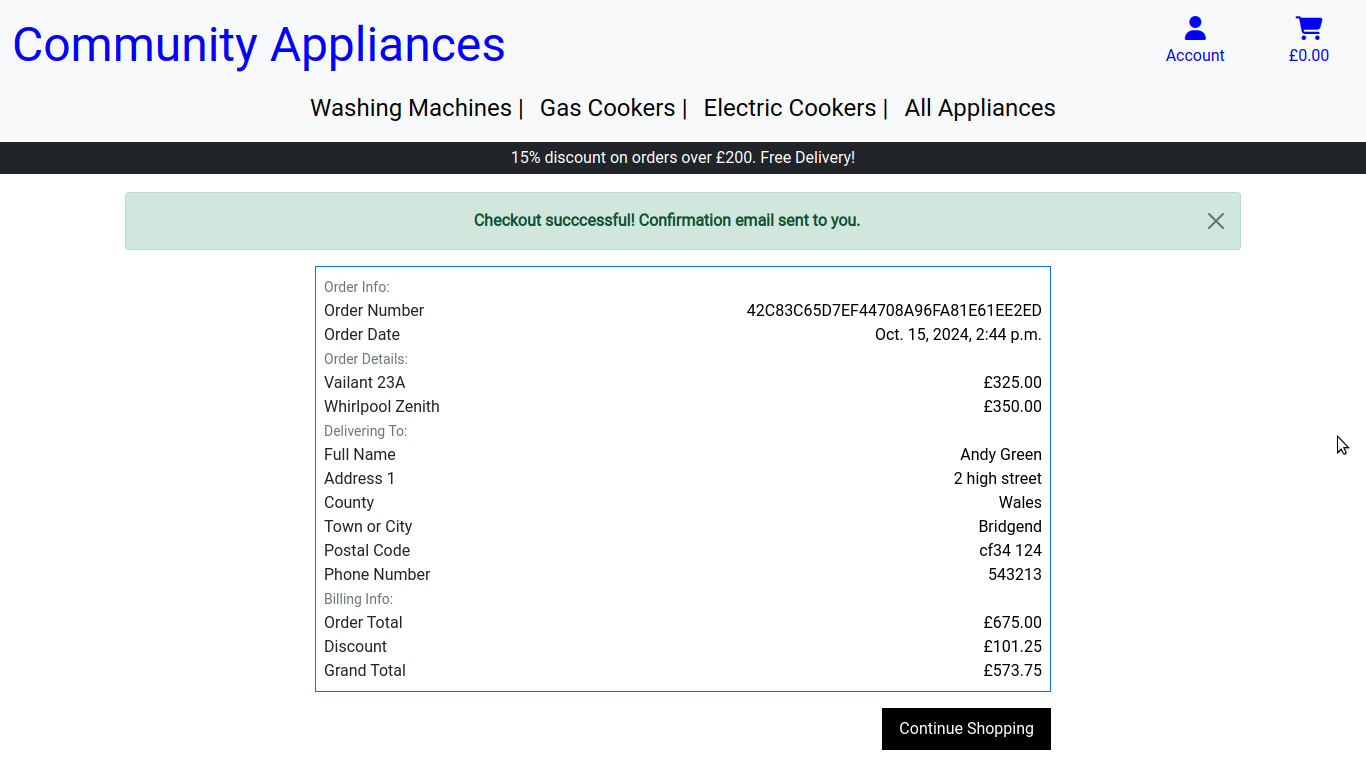 Community Appliances
Account
£0.00
Washing Machines | Gas Cookers | Electric Cookers | All Appliances
15% discount on orders over £200. Free Delivery!
Checkout succcessful! Confirmation email sent to you.
Order Info:
Order Number 42C83C65D7EF44708A96FA81E61EE2ED
Order Date Oct. 15, 2024, 2:44 p.m.
Order Details:
Vailant 23A £325.00
Whirlpool Zenith £350.00
Delivering To:
Full Name Andy Green
Address 1 2 high street
County Wales
Town or City Bridgend
Postal Code cf34 124
Phone Number 543213
Billing Info:
Order Total £675.00
Discount £101.25
Grand Total £573.75
Continue Shopping